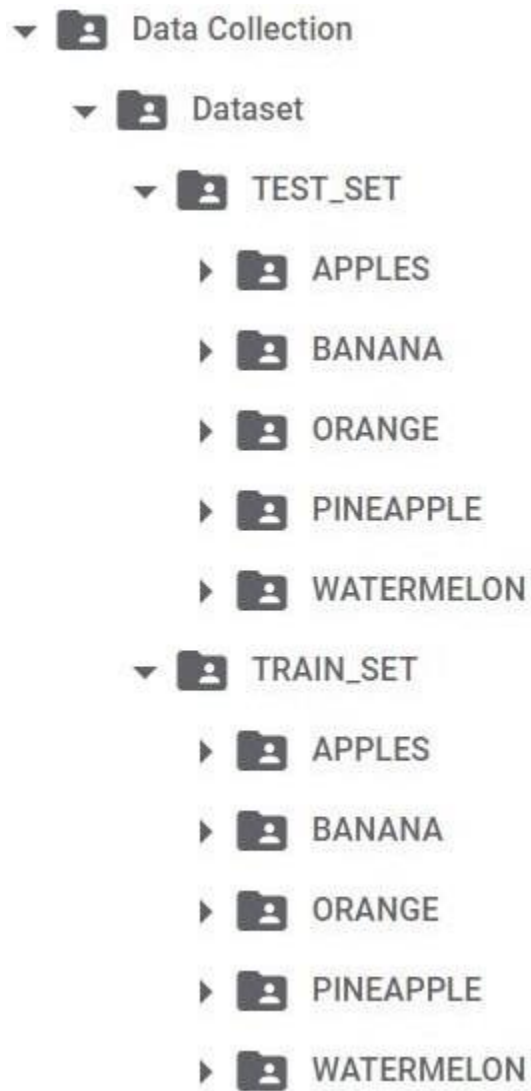 Data Collection
Dataset
TEST_SET
APPLES
BANANA
ORANGE
PINEAPPLE
WATERMELON
TRAIN_SET
APPLES
BANANA
ORANGE
PINEAPPLE
WATERMELON